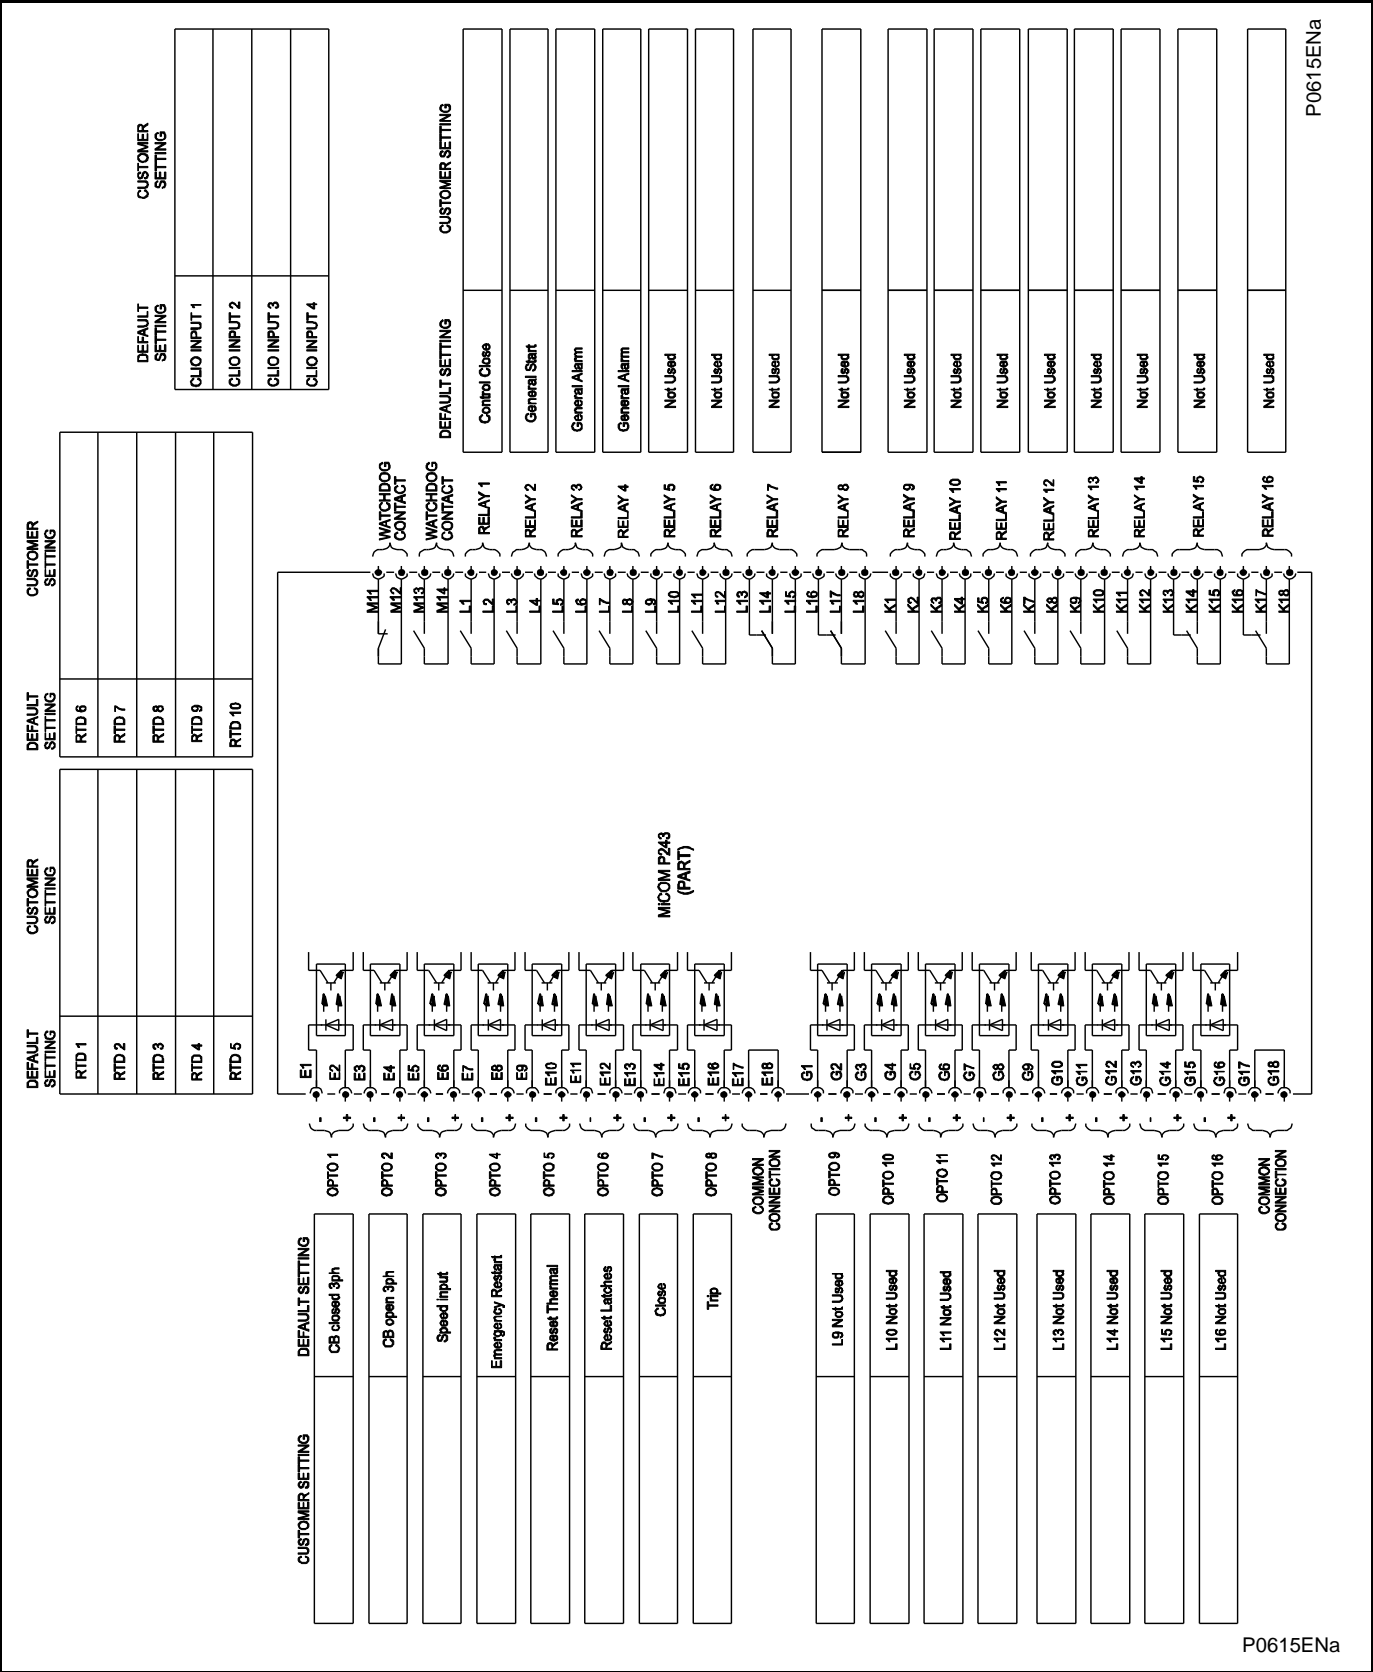 P0615ENa
DEFAULT
SETTING
CUSTOMER
SETTING
RTD 1
RTD 2
RTD 3
RTD 4
RTD 5
DEFAULT
SETTING
CUSTOMER
SETTING
RTD 6
RTD 7
RTD 8
RTD 9
RTD 10
DEFAULT
SETTING
CUSTOMER
SETTING
CLIO INPUT 1
CLIO INPUT 2
CLIO INPUT 3
CLIO INPUT 4
CUSTOMER SETTING
DEFAULT SETTING
CB closed 3ph
OPTO 1
- E1
+ E2
CB open 3ph
OPTO 2
- E3
+ E4
Speed input
OPTO 3
- E5
+ E6
Emergency Restart
OPTO 4
- E7
+ E8
Reset Thermal
OPTO 5
- E9
+ E10
Reset Latches
OPTO 6
- E11
+ E12
Close
OPTO 7
- E13
+ E14
Trip
OPTO 8
- E15
+ E16
COMMON
CONNECTION
E17
E18
L9 Not Used
OPTO 9
- G1
+ G2
L10 Not Used
OPTO 10
- G3
+ G4
L11 Not Used
OPTO 11
- G5
+ G6
L12 Not Used
OPTO 12
- G7
+ G8
L13 Not Used
OPTO 13
- G9
+ G10
L14 Not Used
OPTO 14
- G11
+ G12
L15 Not Used
OPTO 15
- G13
+ G14
L16 Not Used
OPTO 16
- G15
+ G16
COMMON
CONNECTION
G17
G18
MiCOM P243
(PART)
DEFAULT SETTING
CUSTOMER SETTING
M11
M12
WATCHDOG
CONTACT
M13
M14
WATCHDOG
CONTACT
L1
L2
RELAY 1
Control Close
L3
L4
RELAY 2
General Start
L5
L6
RELAY 3
General Alarm
L7
L8
RELAY 4
General Alarm
L9
L10
RELAY 5
Not Used
L11
L12
RELAY 6
Not Used
L13
L14
L15
RELAY 7
Not Used
L16
L17
L18
RELAY 8
Not Used
K1
K2
RELAY 9
Not Used
K3
K4
RELAY 10
Not Used
K5
K6
RELAY 11
Not Used
K7
K8
RELAY 12
Not Used
K9
K10
RELAY 13
Not Used
K11
K12
RELAY 14
Not Used
K13
K14
K15
RELAY 15
Not Used
K16
K17
K18
RELAY 16
Not Used
P0615ENa